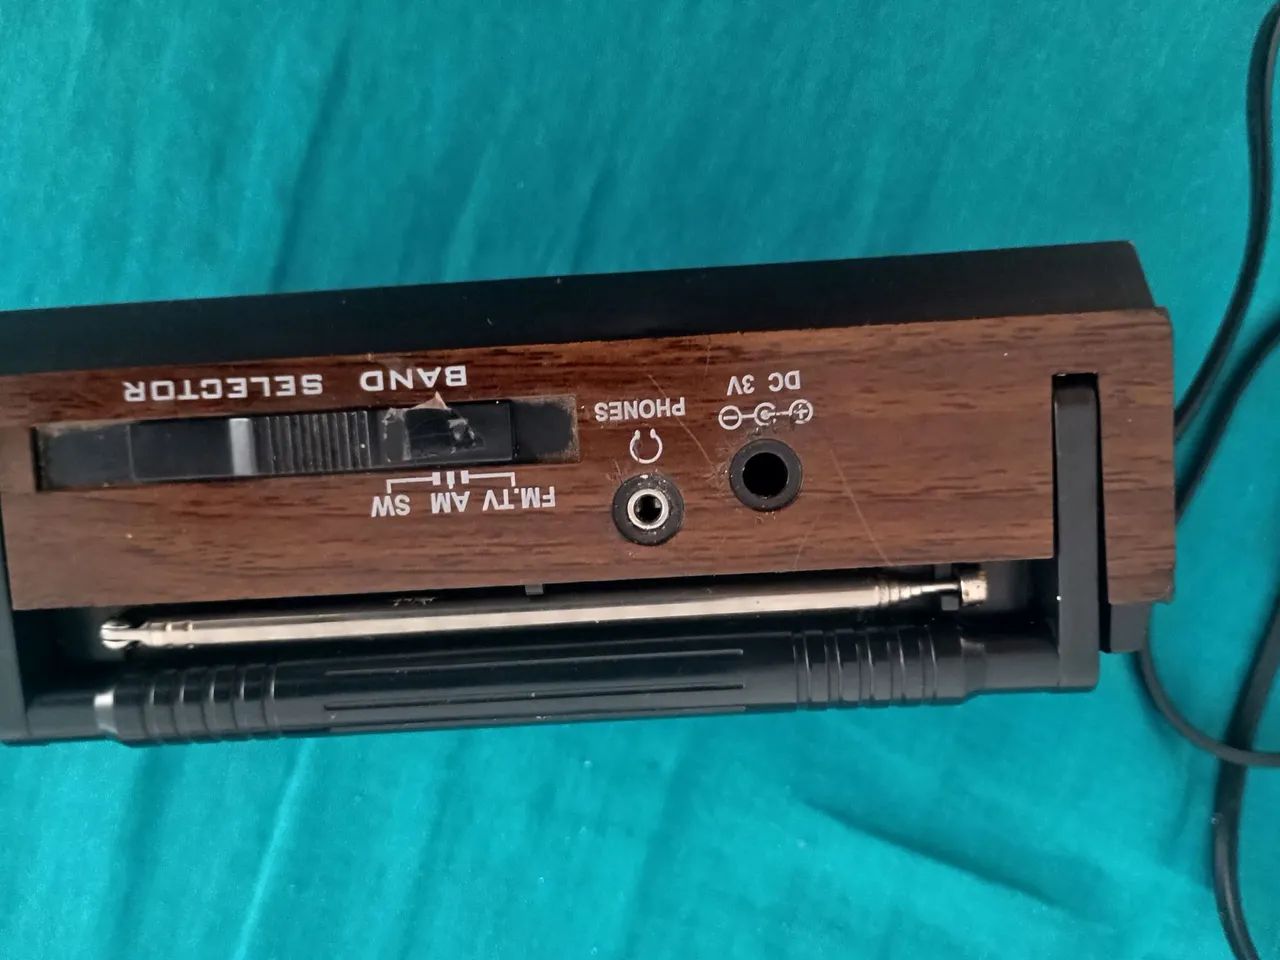 FM.TV AM SW
PHONES
DC 3V
BAND SELECTOR